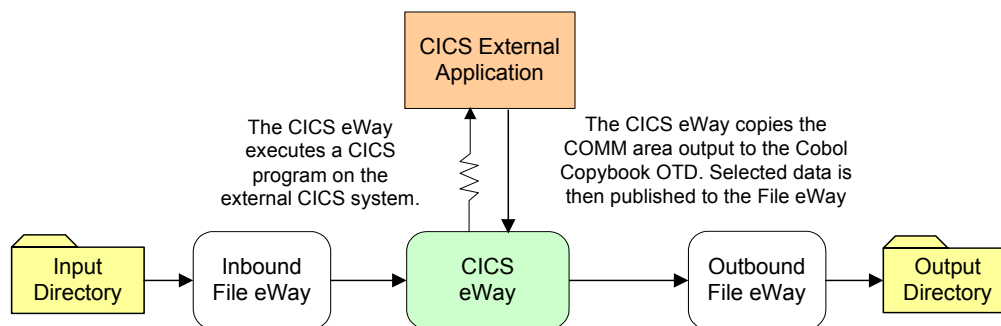 CICS External
Application
The CICS eWay
executes a CICS
program on the
external CICS system.
The CICS eWay copies the
COMM area output to the Cobol
Copybook OTD. Selected data is
then published to the File eWay
Input
Directory
Inbound
File eWay
CICS
eWay
Outbound
File eWay
Output
Directory